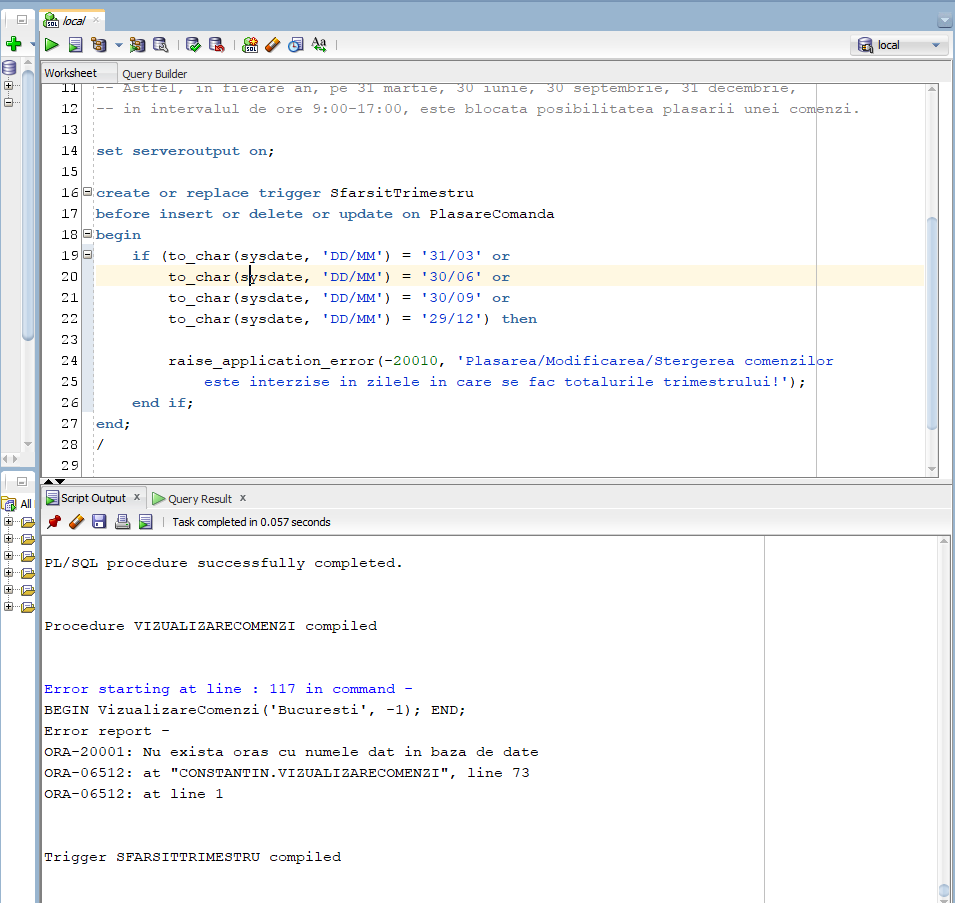 local
local
Worksheet
Query Builder
11 -- Astfel, in fiecare an, pe 31 martie, 30 iunie, 30 septembrie, 31 decembrie,
12 -- in intervalul de ore 9:00-17:00, este blocata posibilitatea plasarii unei comenzi.
13
14 set serveroutput on;
15
16 create or replace trigger SfarsitTrimestru
17 before insert or delete or update on PlasareComanda
18 begin
19 if (to_char(sysdate, 'DD/MM') = '31/03' or
20 to_char(sysdate, 'DD/MM') = '30/06' or
21 to_char(sysdate, 'DD/MM') = '30/09' or
22 to_char(sysdate, 'DD/MM') = '29/12') then
23
24 raise_application_error(-20010, 'Plasarea/Modificarea/Stergerea comenzilor
25 este interzise in zilele in care se fac totalurile trimestrului!');
26 end if;
27 end;
28 /
29
All
Script Output x
Query Result x
Task completed in 0.057 seconds
PL/SQL procedure successfully completed.
Procedure VIZUALIZARECOMENZI compiled
Error starting at line : 117 in command -
BEGIN VizualizareComenzi('Bucuresti', -1); END;
Error report -
ORA-20001: Nu exista oras cu numele dat in baza de date
ORA-06512: at "CONSTANTIN.VIZUALIZARECOMENZI", line 73
ORA-06512: at line 1
Trigger SFARSITTRIMESTRU compiled